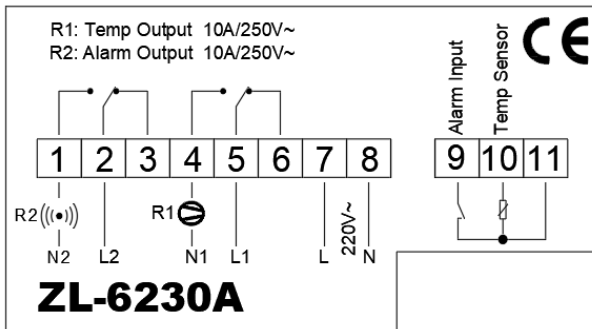 R1: Temp Output 10A/250V~
R2: Alarm Output 10A/250V~
CE
Alarm Input
Temp Sensor
1 2 3 4 5 6 7 8
9 10 11
R2
R1
N2 L2 N1 L1 L 220V~ N
ZL-6230A